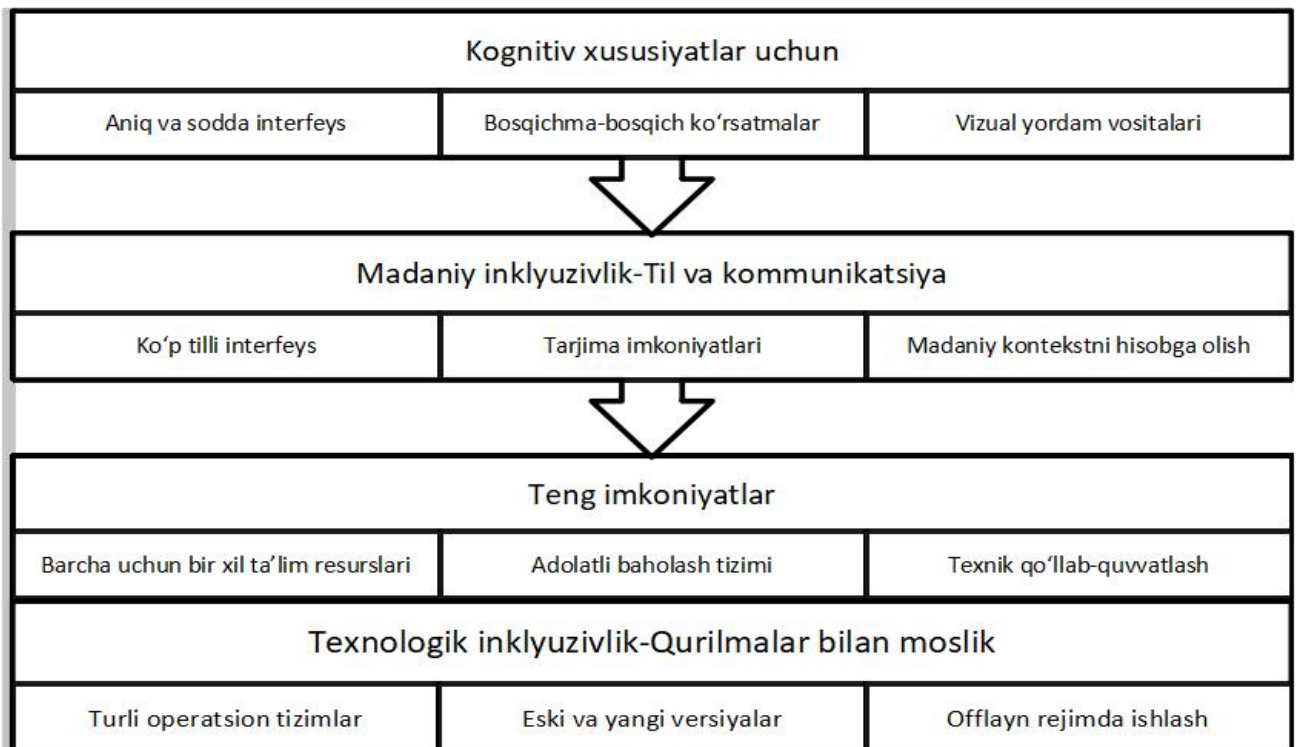 Kognitiv xususiyatlar uchun
Aniq va sodda interfeys
Bosqichma-bosqich ko‘rsatmalar
Vizual yordam vositalari
Madaniy inklyuzivlik-Til va kommunikatsiya
Ko‘p tilli interfeys
Tarjima imkoniyatlari
Madaniy kontekstni hisobga olish
Teng imkoniyatlar
Barcha uchun bir xil ta’lim resurslari
Adolatli baholash tizimi
Texnik qo‘llab-quvvatlash
Texnologik inklyuzivlik-Qurilmalar bilan moslik
Turli operatsion tizimlar
Eski va yangi versiyalar
Offlayn rejimda ishlash